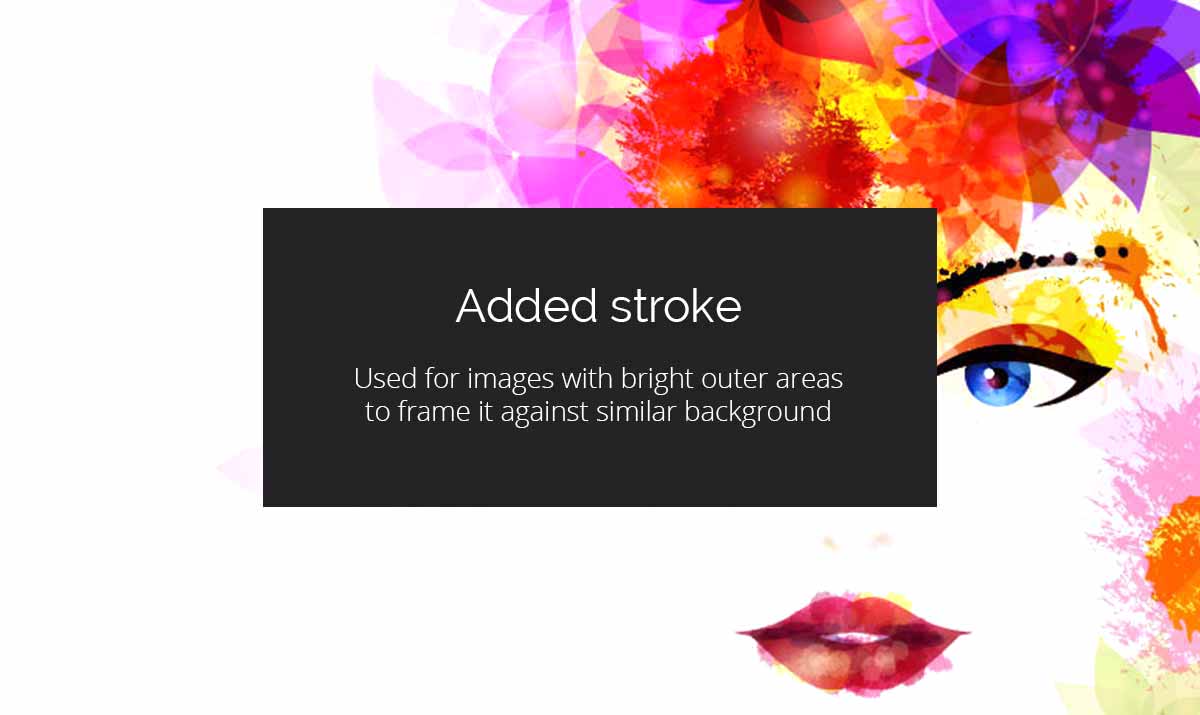 Added stroke
Used for images with bright outer areas
to frame it against similar background